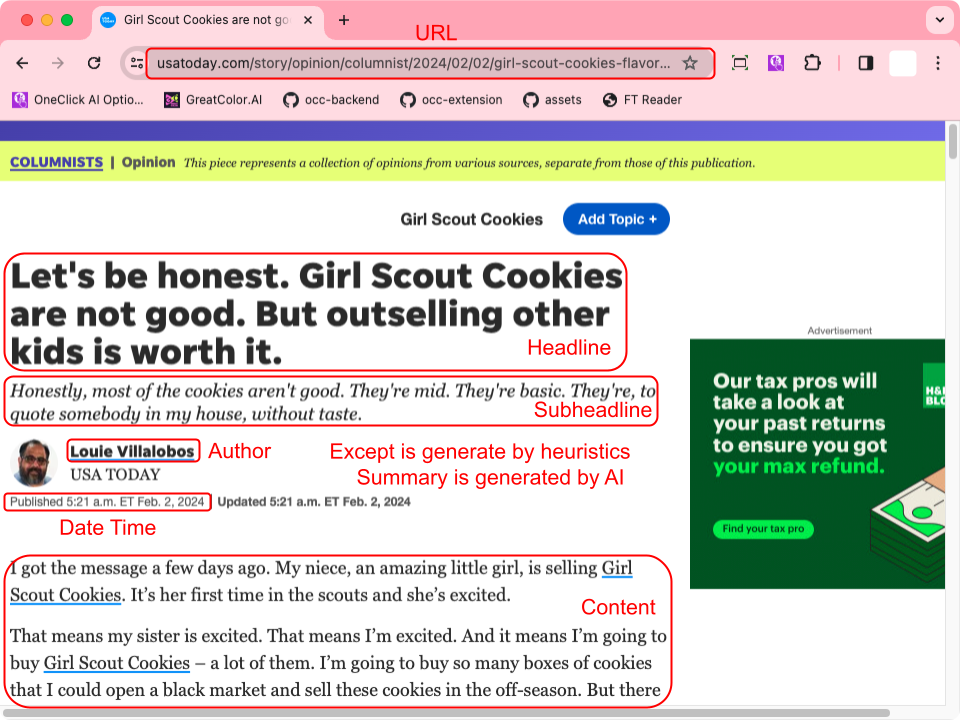 Girl Scout Cookies are not go
URL
usatoday.com/story/opinion/columnist/2024/02/02/girl-scout-cookies-flavor...
OneClick AI Optio... GreatColor.AI occ-backend occ-extension assets FT Reader
COLUMNISTS | Opinion This piece represents a collection of opinions from various sources, separate from those of this publication.
Girl Scout Cookies Add Topic +
Let's be honest. Girl Scout Cookies
are not good. But outselling other
kids is worth it.
Headline
Honestly, most of the cookies aren't good. They're mid. They're basic. They're, to
quote somebody in my house, without taste.
Subheadline
Louie Villalobos
Author
USA TODAY
Except is generate by heuristics
Summary is generated by AI
Published 5:21 a.m. ET Feb. 2, 2024 Updated 5:21 a.m. ET Feb. 2, 2024
Date Time
I got the message a few days ago. My niece, an amazing little girl, is selling Girl
Scout Cookies. It’s her first time in the scouts and she’s excited.
Content
That means my sister is excited. That means I’m excited. And it means I’m going to
buy Girl Scout Cookies – a lot of them. I’m going to buy so many boxes of cookies
that I could open a black market and sell these cookies in the off-season. But there
Advertisement
H&R
BLO
Our tax pros will
take a look at
your past returns
to ensure you got
your max refund.
Find your tax pro